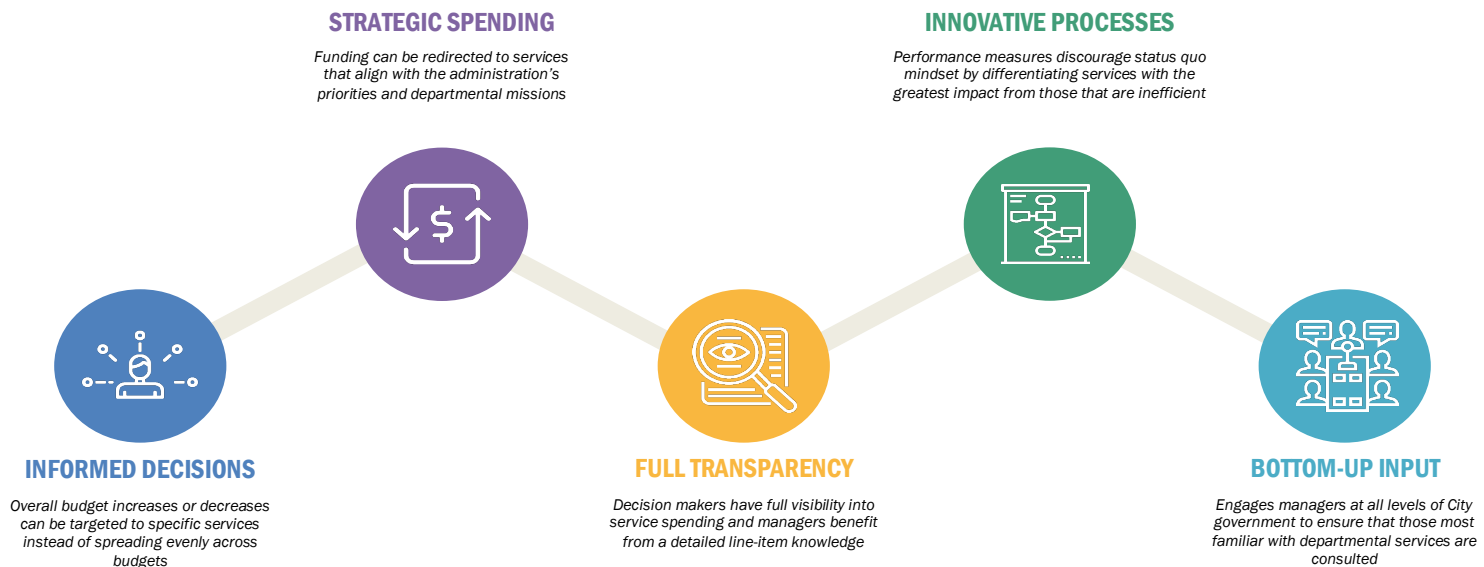 STRATEGIC SPENDING
Funding can be redirected to services
that align with the administration's
priorities and departmental missions
INNOVATIVE PROCESSES
Performance measures discourage status quo
mindset by differentiating services with the
greatest impact from those that are inefficient
$
INFORMED DECISIONS
Overall budget increases or decreases
can be targeted to specific services
instead of spreading evenly across
budgets
FULL TRANSPARENCY
Decision makers have full visibility into
service spending and managers benefit
from a detailed line-item knowledge
BOTTOM-UP INPUT
Engages managers at all levels of City
government to ensure that those most
familiar with departmental services are
consulted